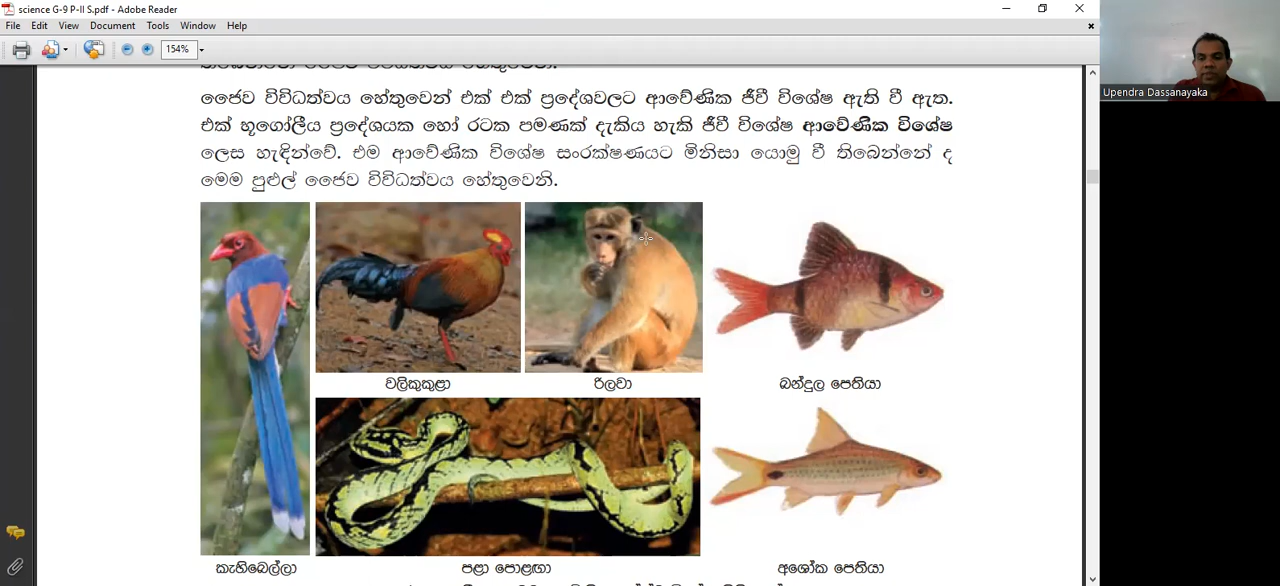 science G-9 P-II S.pdf - Adobe Reader
File Edit View Document Tools Window Help
154%
Upendra Dassanayaka
ජෛව විවිධත්වය හේතුවෙන් එක් එක් ප්‍රදේශවලට ආවේණික ජීවී විශේෂ ඇති වී ඇත.
එක් භූගෝලීය ප්‍රදේශයක හෝ රටක පමණක් දැකිය හැකි ජීවී විශේෂ ආවේණික විශේෂ
ලෙස හැඳින්වේ. එම ආවේණික විශේෂ සංරක්ෂණයට මිනිසා යොමු වී තිබෙන්නේ ද
මෙම පුළුල් ජෛව විවිධත්වය හේතුවෙනි.
වලිකුකුළා
රිලවා
බන්දුල පෙතියා
කැහිබෙල්ලා
පළා පොළඟා
අශෝක පෙතියා